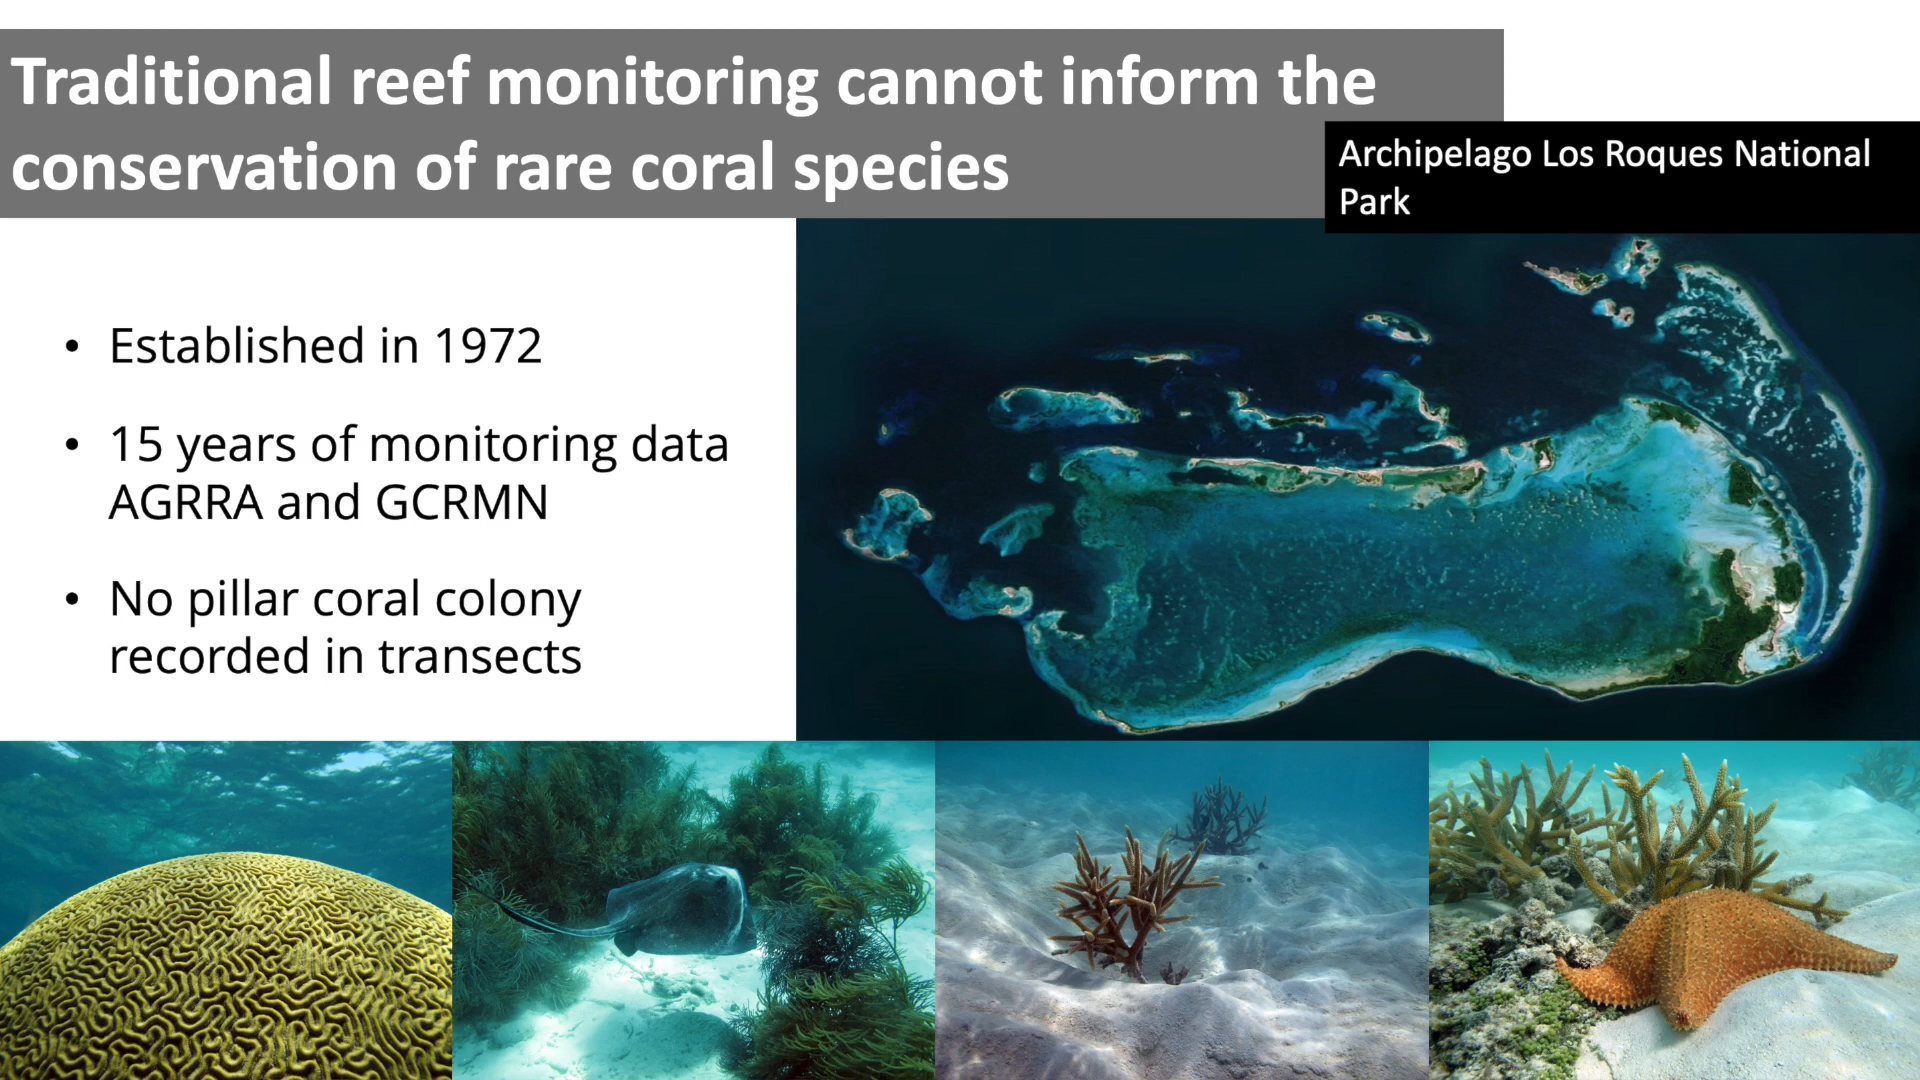 Traditional reef monitoring cannot inform the
conservation of rare coral species
Archipelago Los Roques National
Park
• Established in 1972
• 15 years of monitoring data
AGRRA and GCRMN
• No pillar coral colony
recorded in transects